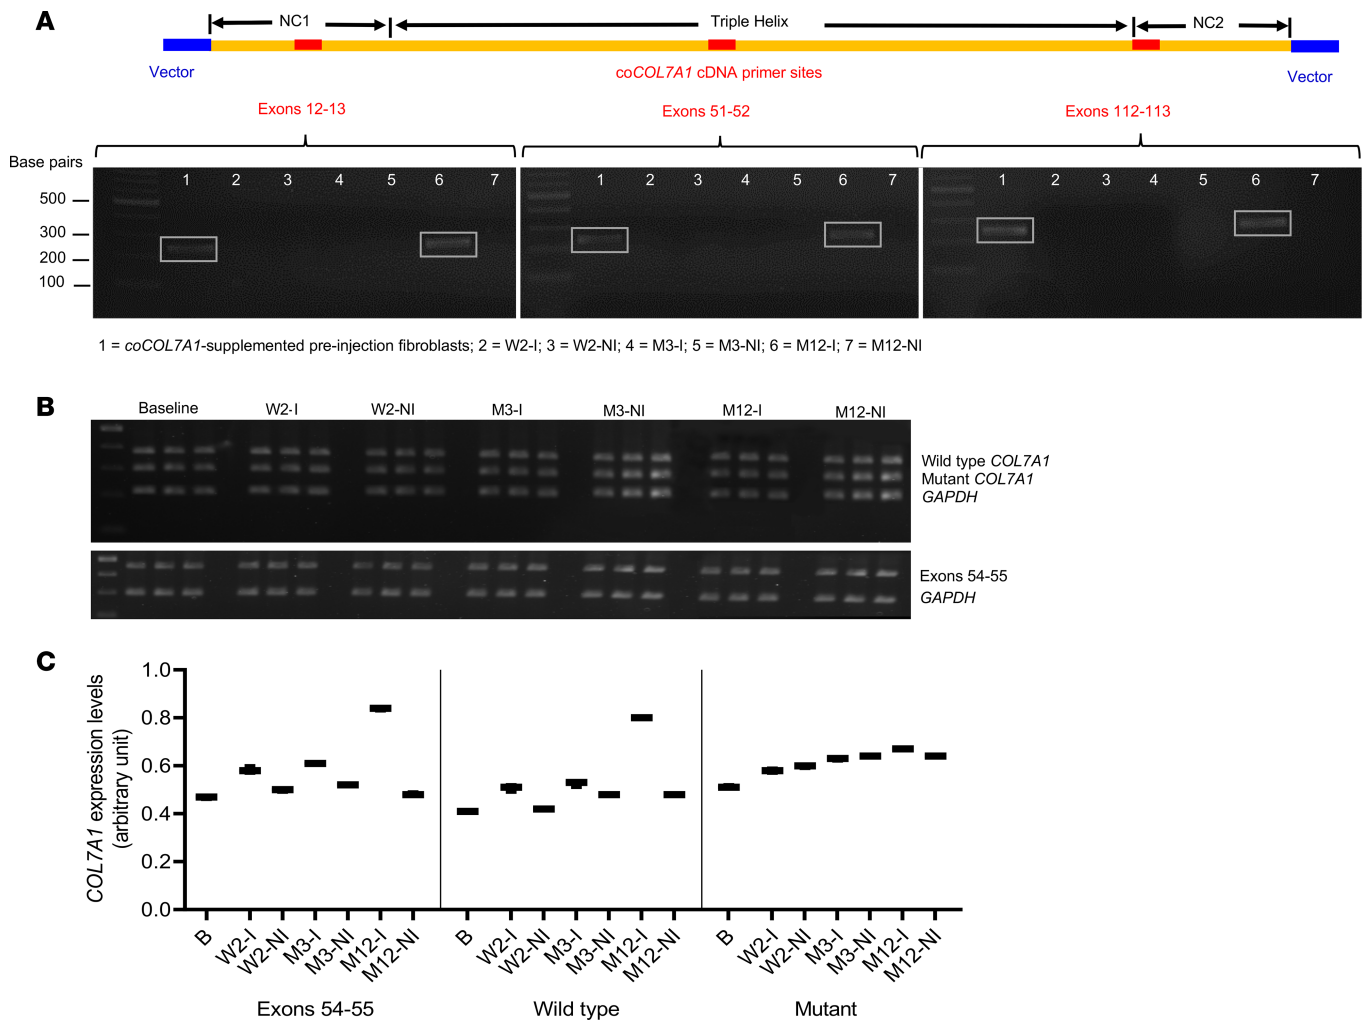 A
NC1 Triple Helix NC2
Vector coCOL7A1 cDNA primer sites Vector
Exons 12-13 Exons 51-52 Exons 112-113
Base pairs
1 2 3 4 5 6 7 1 2 3 4 5 6 7 1 2 3 4 5 6 7
500
300
200
100
1 = coCOL7A1-supplemented pre-injection fibroblasts; 2 = W2-I; 3 = W2-NI; 4 = M3-I; 5 = M3-NI; 6 = M12-I; 7 = M12-NI
B
Baseline W2-I W2-NI M3-I M3-NI M12-I M12-NI
Wild type COL7A1
Mutant COL7A1
GAPDH
Exons 54-55
GAPDH
C
COL7A1 expression levels
(arbitrary unit)
1.0
0.8
0.6
0.4
0.2
0.0
B W2-I W2-NI M3-I M3-NI M12-I M12-NI B W2-I W2-NI M3-I M3-NI M12-I M12-NI B W2-I W2-NI M3-I M3-NI M12-I M12-NI
Exons 54-55 Wild type Mutant